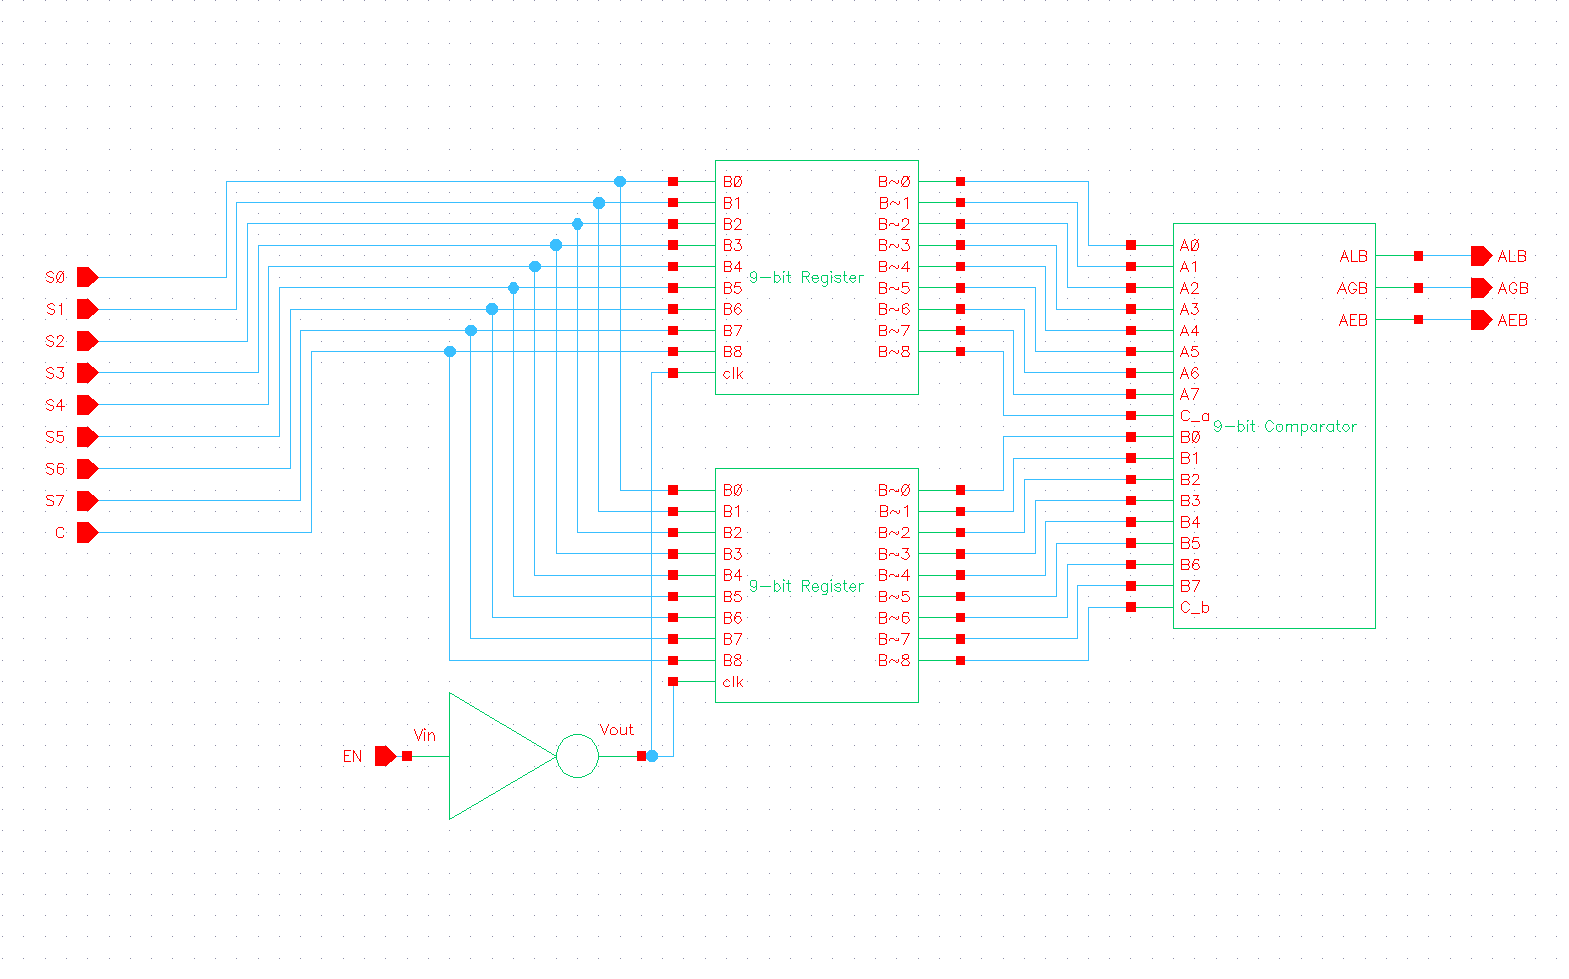 S0
S1
S2
S3
S4
S5
S6
S7
C
B0
B1
B2
B3
B4
B5
B6
B7
B8
clk
9-bit Register
B~0
B~1
B~2
B~3
B~4
B~5
B~6
B~7
B~8
B0
B1
B2
B3
B4
B5
B6
B7
B8
clk
9-bit Register
B~0
B~1
B~2
B~3
B~4
B~5
B~6
B~7
B~8
EN
Vin
Vout
A0
A1
A2
A3
A4
A5
A6
A7
C_a
B0
B1
B2
B3
B4
B5
B6
B7
C_b
9-bit Comparator
ALB
AGB
AEB
ALB
AGB
AEB